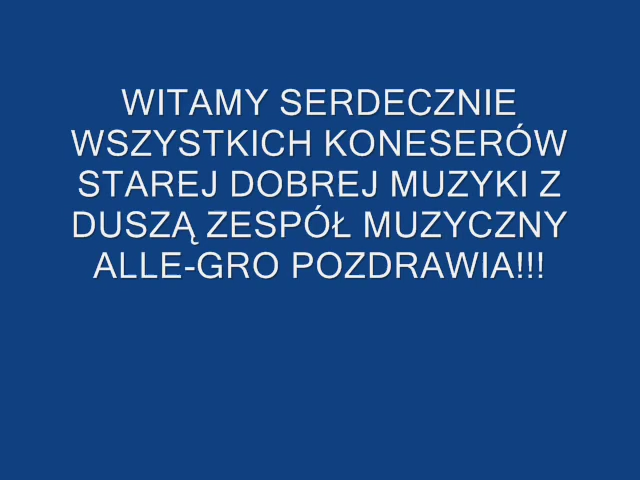 WITAMY SERDECZNIE
WSZYSTKICH KONESERÓW
STAREJ DOBREJ MUZYKI Z
DUSZĄ ZESPÓŁ MUZYCZNY
ALLE-GRO POZDRAWIA!!!